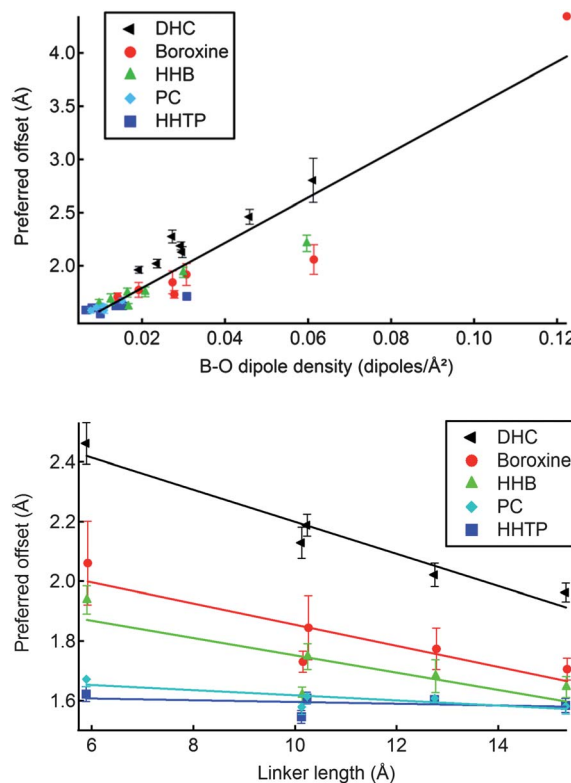 DHC
Boroxine
HHB
PC
HHTP
4.0
3.5
3.0
2.5
2.0
Preferred offset (Å)
0.02 0.04 0.06 0.08 0.10 0.12
B-O dipole density (dipoles/Å²)
DHC
Boroxine
HHB
PC
HHTP
2.4
2.2
2.0
1.8
1.6
Preferred offset (Å)
6 8 10 12 14
Linker length (Å)